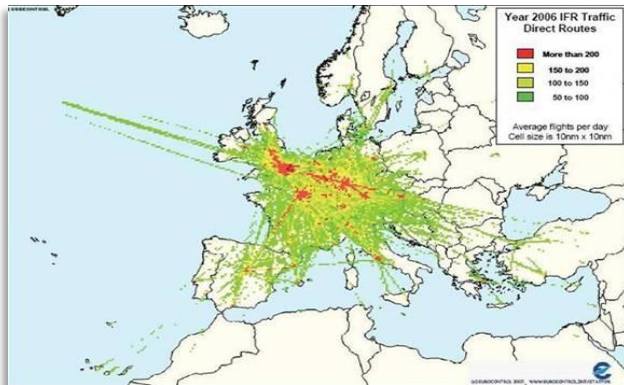 Year 2006 IFR Traffic
Direct Routes
More than 200
150 to 200
100 to 150
50 to 100
Average flights per day
Cell size is 10nm x 10nm